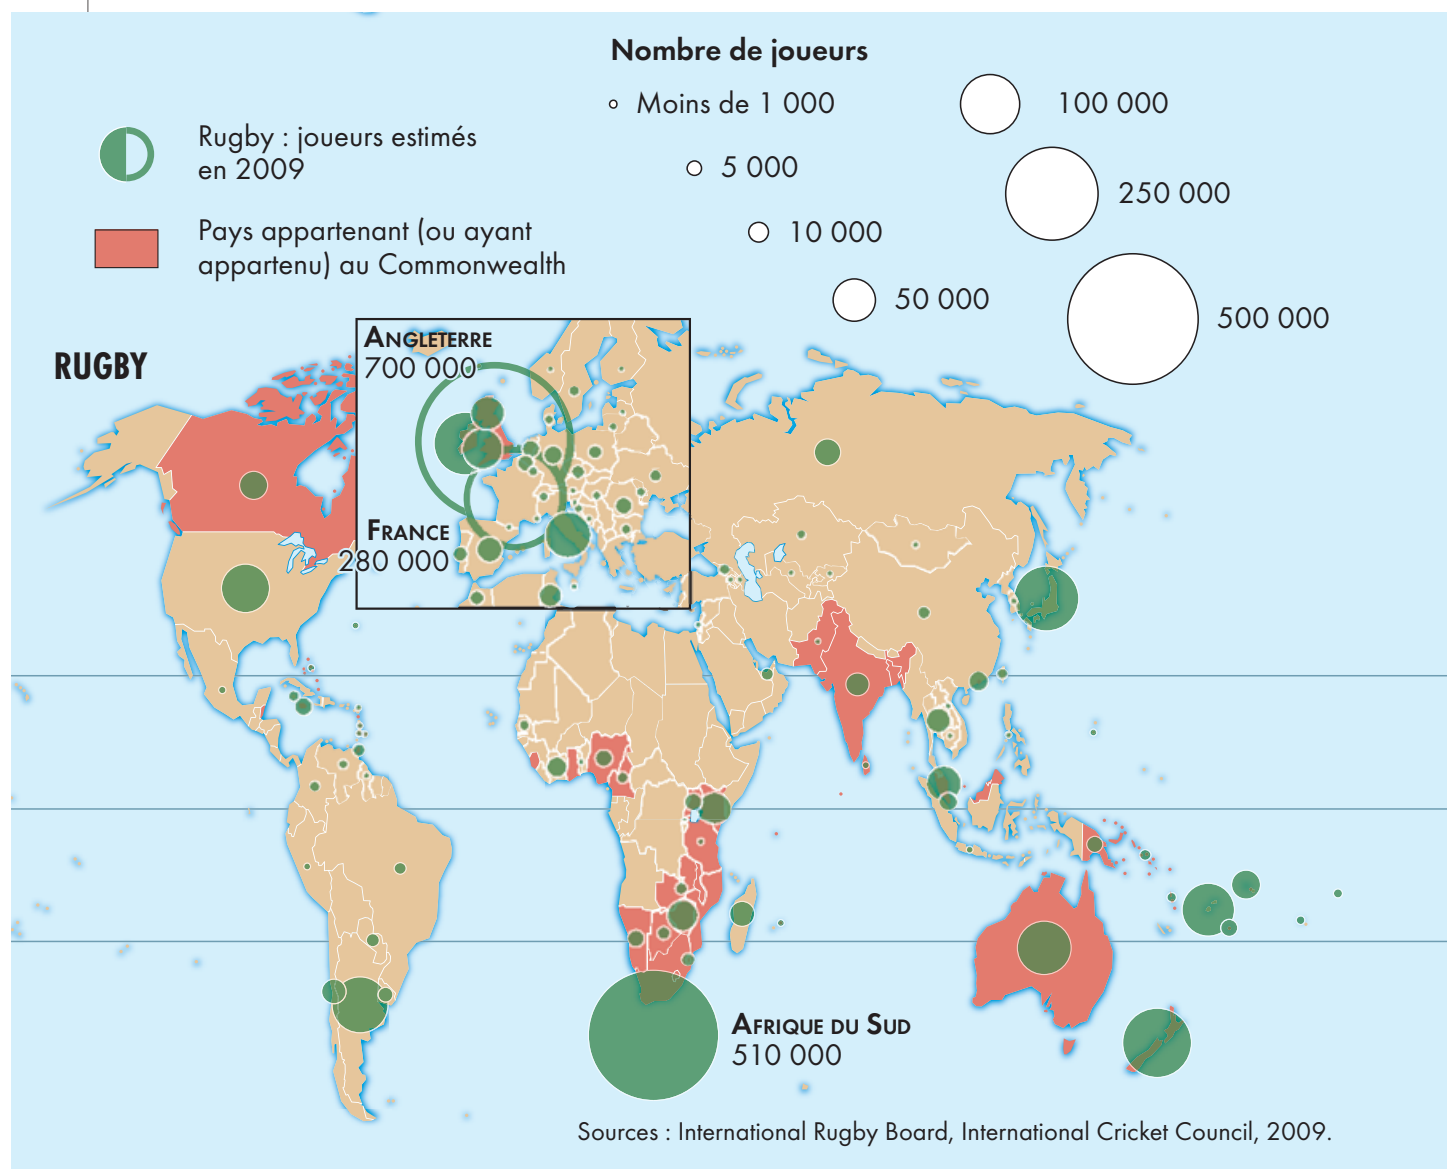 Nombre de joueurs
Moins de 1 000
5 000
10 000
50 000
100 000
250 000
500 000
Rugby : joueurs estimés
en 2009
Pays appartenant (ou ayant
appartenu) au Commonwealth
RUGBY
ANGLETERRE
700 000
FRANCE
280 000
AFRIQUE DU SUD
510 000
Sources : International Rugby Board, International Cricket Council, 2009.